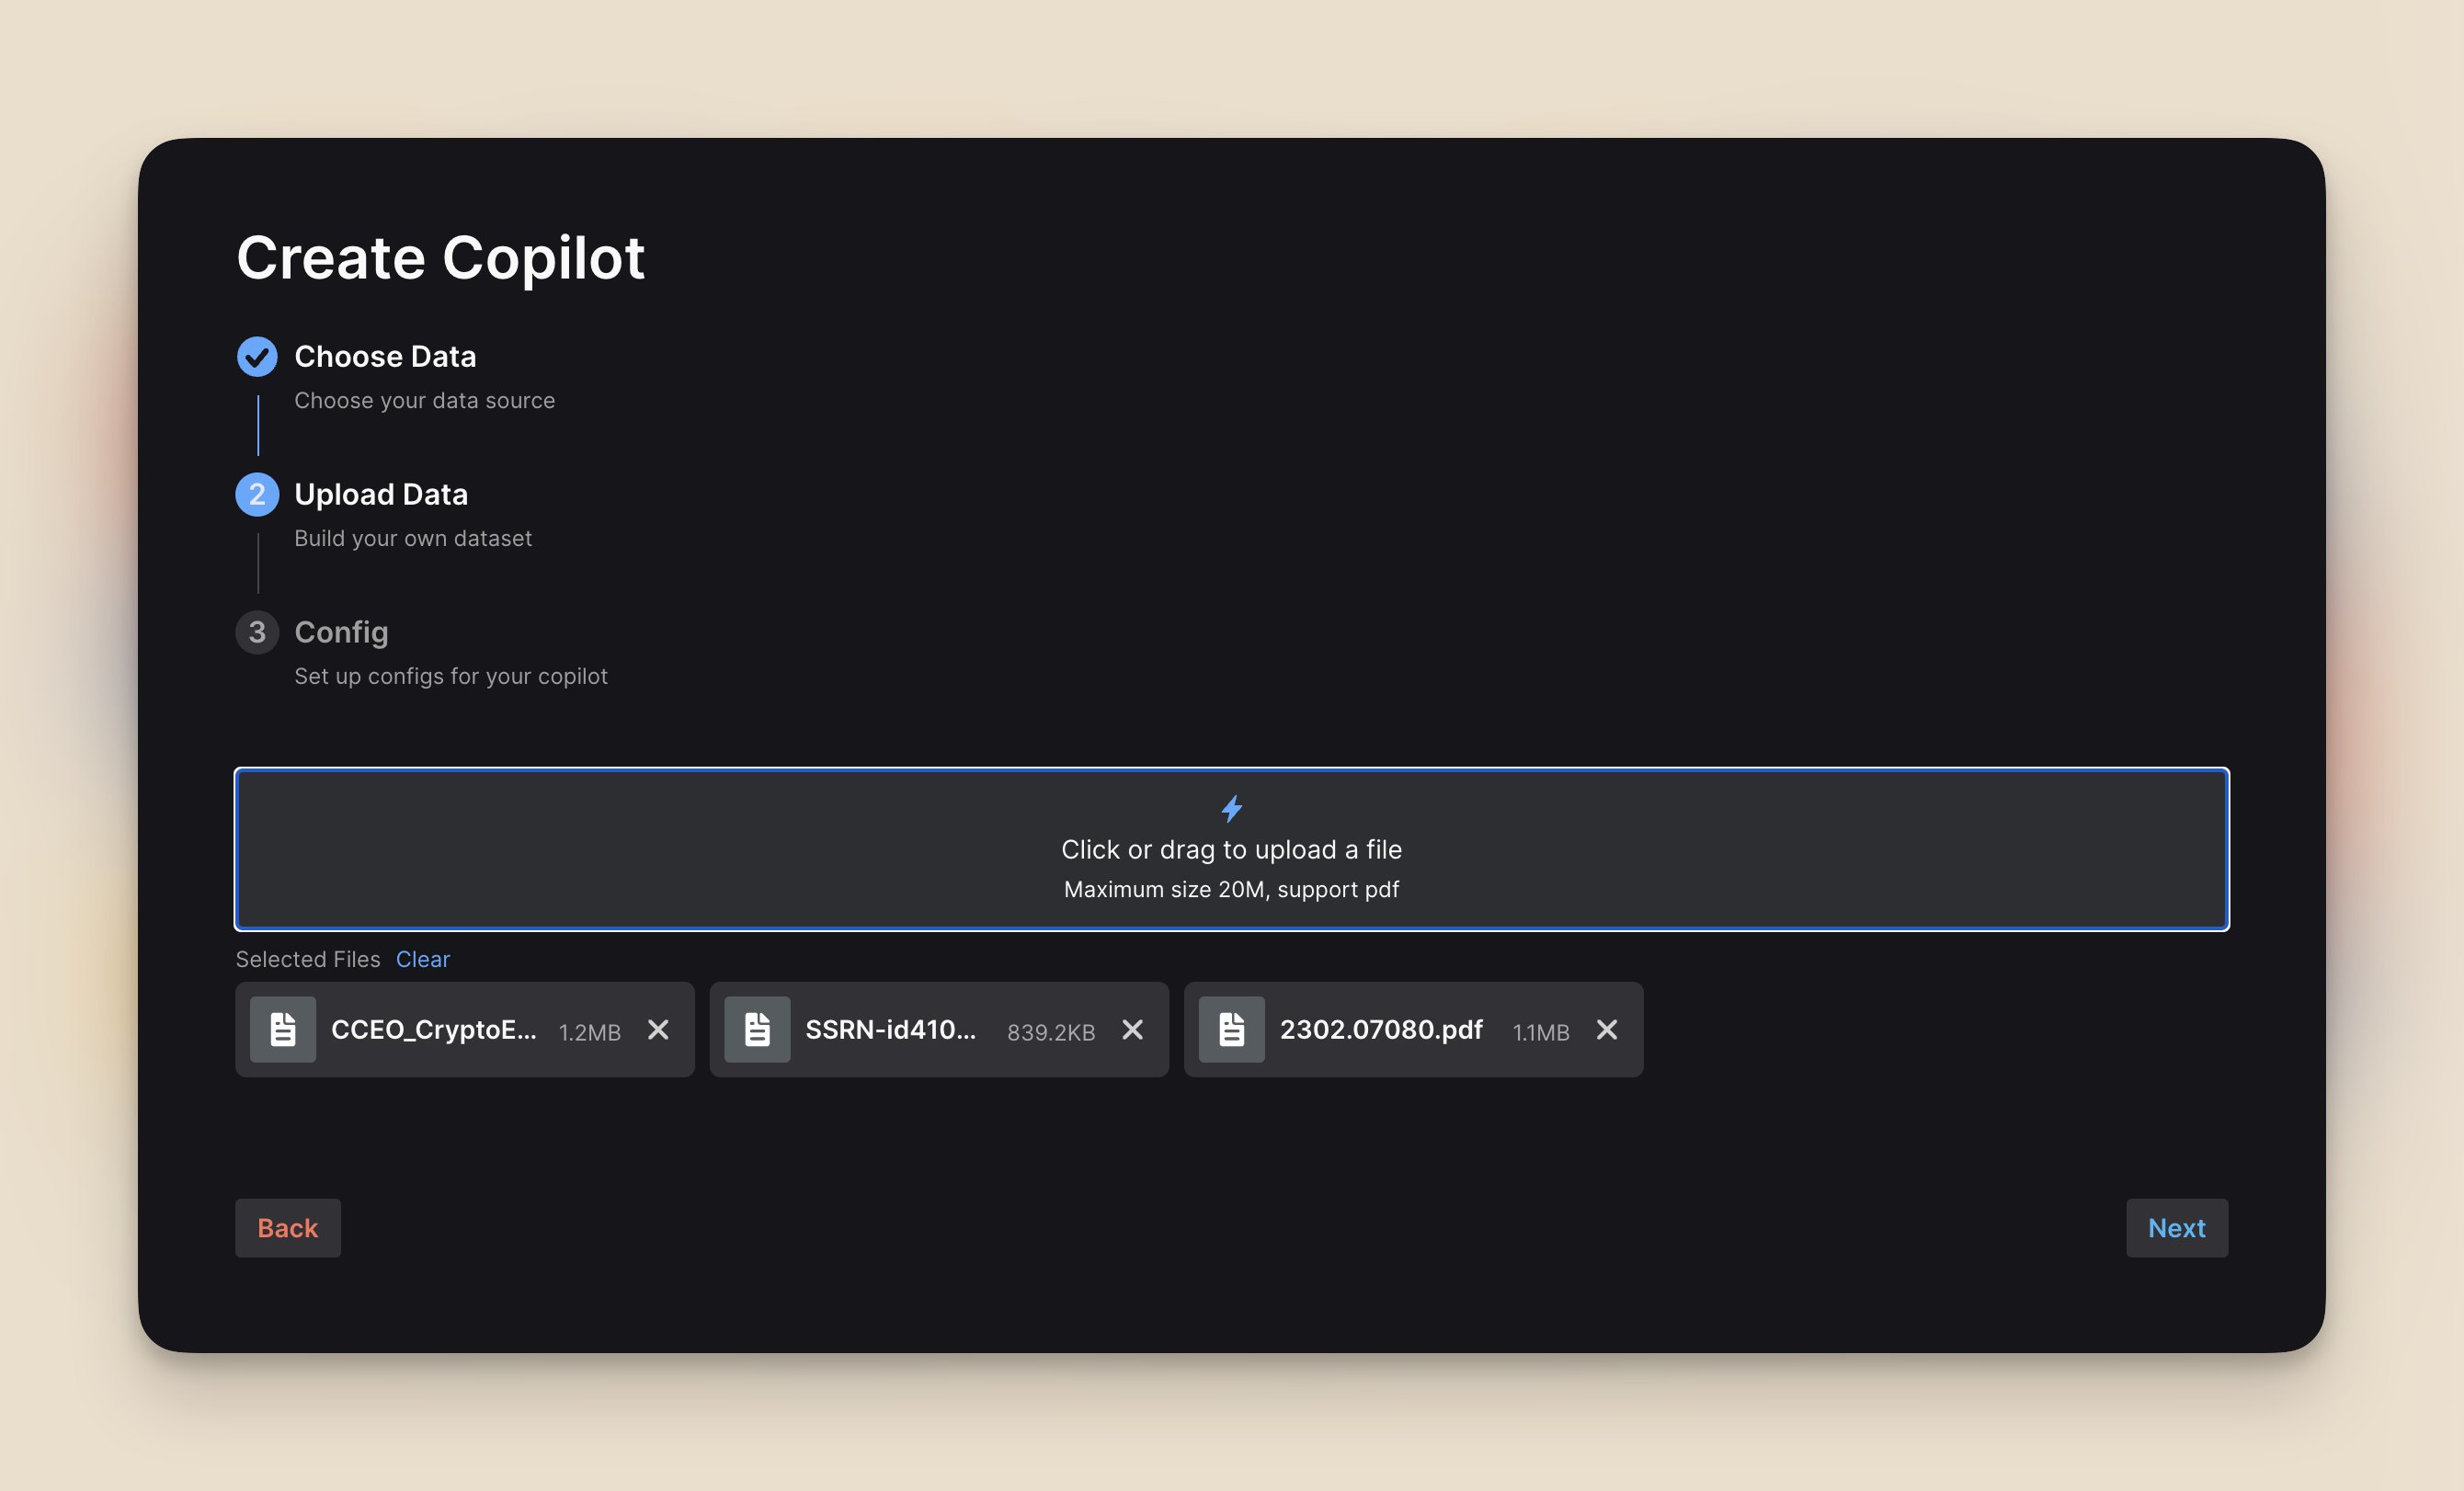 Create Copilot
Choose Data
Choose your data source
2 Upload Data
Build your own dataset
3 Config
Set up configs for your copilot
Click or drag to upload a file
Maximum size 20M, support pdf
Selected Files Clear
CCEO_CryptoE... 1.2MB SSRN-id410... 839.2KB 2302.07080.pdf 1.1MB
Back Next